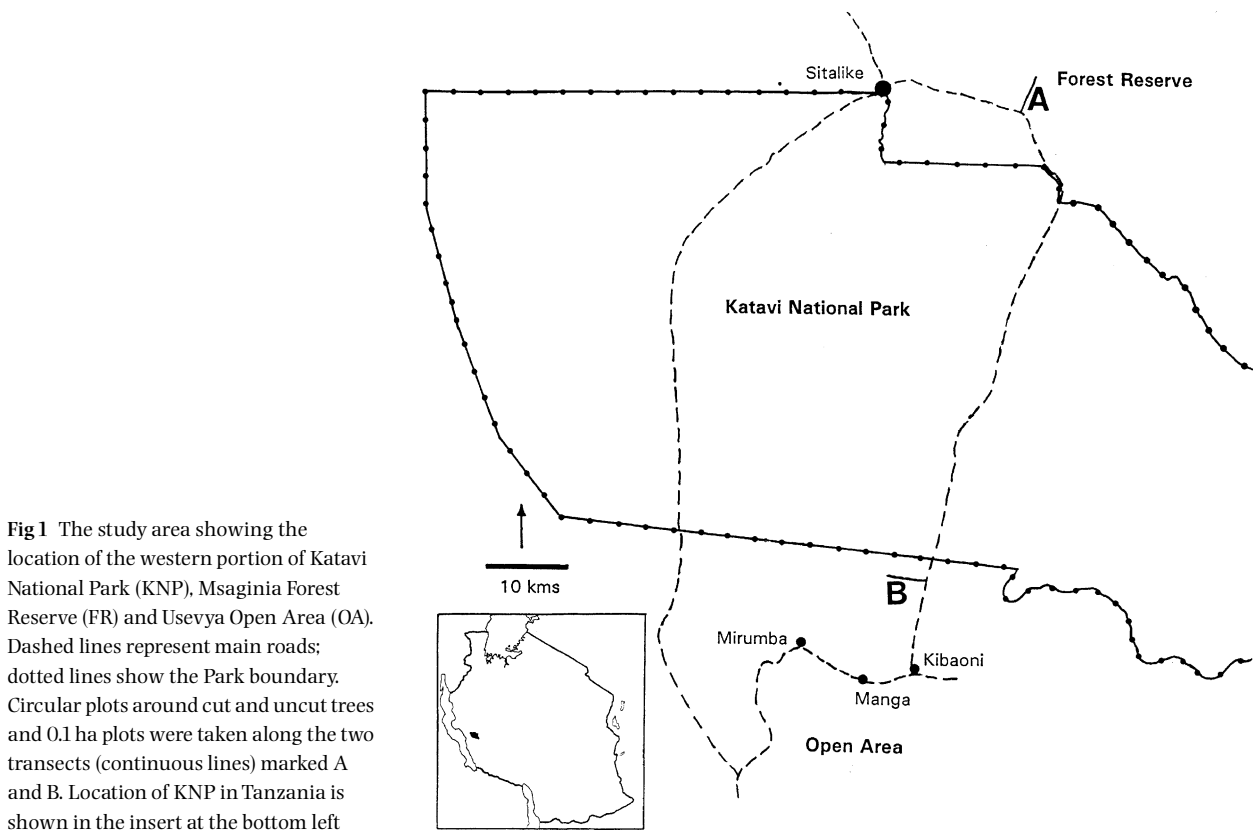 Sitalike
Forest Reserve
A
Katavi National Park
10 kms
B
Mirumba
Kibaoni
Manga
Open Area
Fig 1 The study area showing the
location of the western portion of Katavi
National Park (KNP), Msaginia Forest
Reserve (FR) and Usevya Open Area (OA).
Dashed lines represent main roads;
dotted lines show the Park boundary.
Circular plots around cut and uncut trees
and 0.1 ha plots were taken along the two
transects (continuous lines) marked A
and B. Location of KNP in Tanzania is
shown in the insert at the bottom left